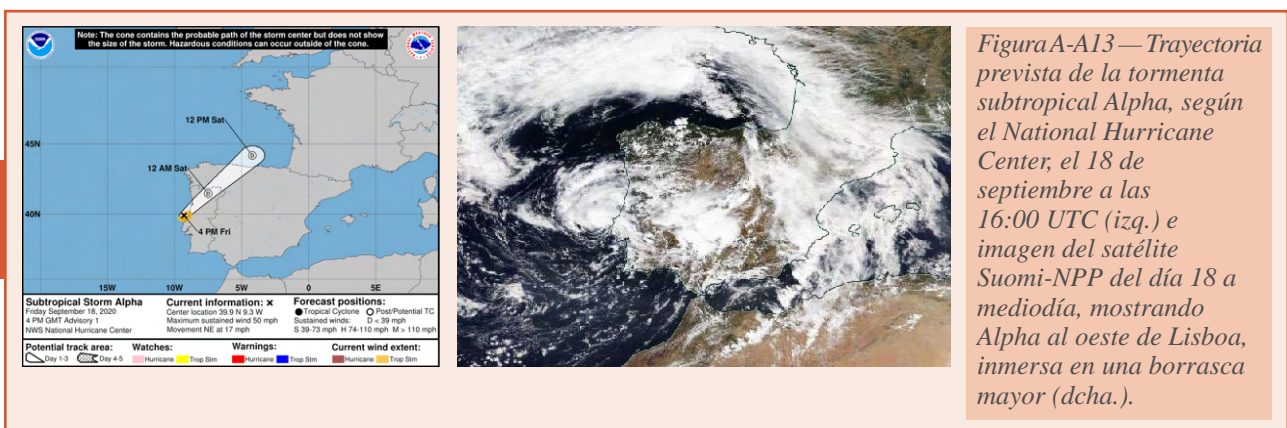 Note: The cone contains the probable path of the storm center but does not show
the size of the storm. Hazardous conditions can occur outside of the cone.
12 PM Sat
45N
12 AM Sat
40N
4 PM Fri
15W
10W
5W
0
5E
Subtropical Storm Alpha
Friday September 18, 2020
4 PM GMT Advisory 1
NWS National Hurricane Center
Current information: ×
Center location 39.9 N 9.3 W
Maximum sustained wind 50 mph
Movement NE at 17 mph
Forecast positions:
Tropical Cyclone Post/Potential TC
Sustained winds: D < 39 mph
S 39-73 mph H 74-110 mph M > 110 mph
Potential track area:
Day 1-3 Day 4-5
Watches:
Hurricane Trop Stm
Warnings:
Hurricane Trop Stm
Current wind extent:
Hurricane Trop Stm
Figura A-A13 — Trayectoria
prevista de la tormenta
subtropical Alpha, según
el National Hurricane
Center, el 18 de
septiembre a las
16:00 UTC (izq.) e
imagen del satélite
Suomi-NPP del día 18 a
mediodía, mostrando
Alpha al oeste de Lisboa,
inmersa en una borrasca
mayor (dcha.).